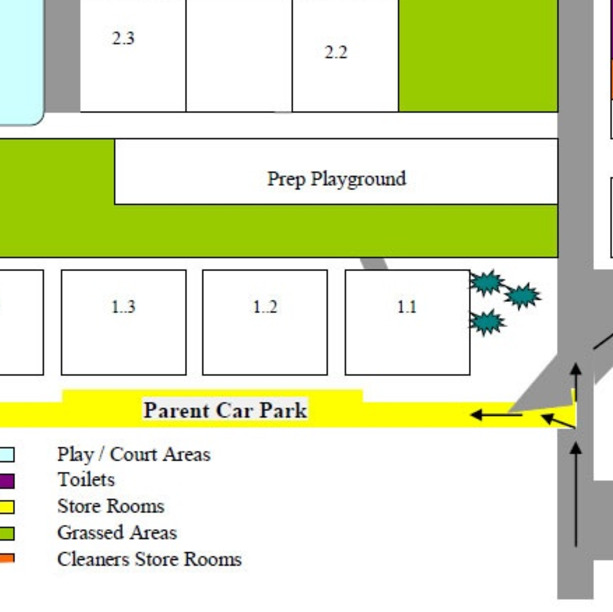 2.3
2.2
Prep Playground
1..3
1..2
1.1
Parent Car Park
Play / Court Areas
Toilets
Store Rooms
Grassed Areas
Cleaners Store Rooms